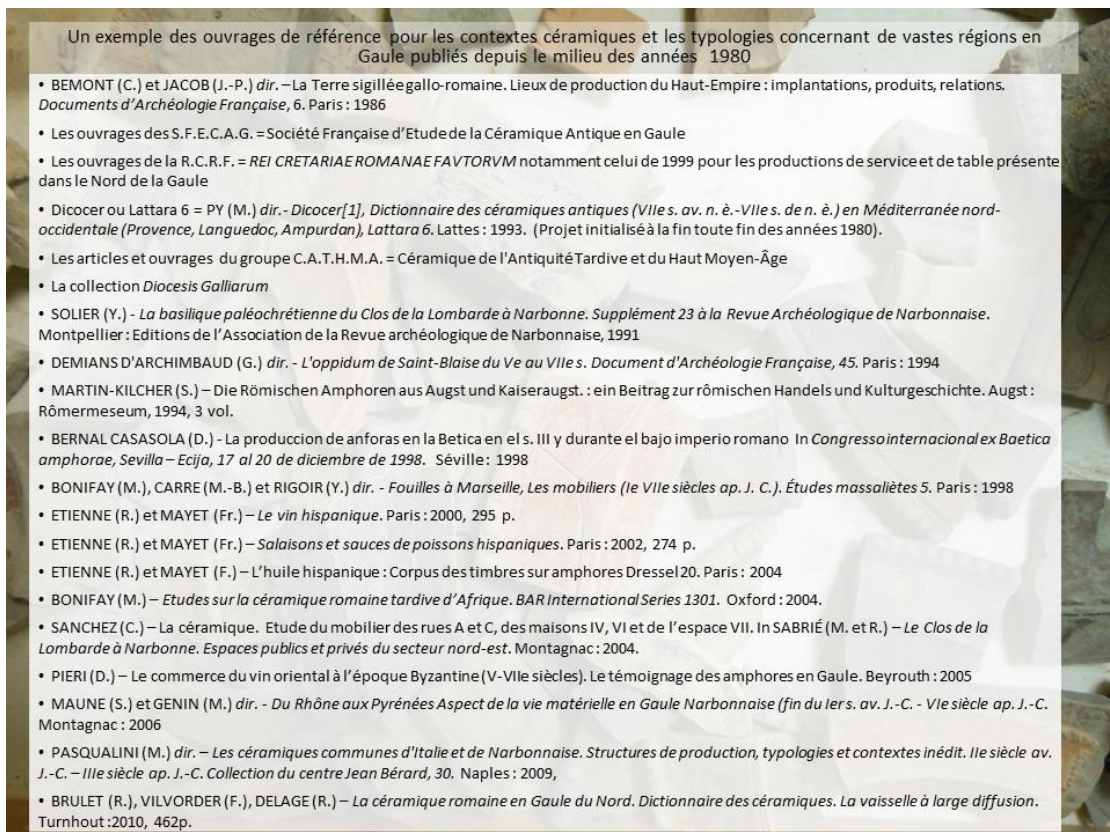 Un exemple des ouvrages de référence pour les contextes céramiques et les typologies concernant de vastes régions en
Gaule publiés depuis le milieu des années 1980
• BEMONT (C.) et JACOB (J.-P.) dir. – La Terre sigillée gallo-romaine. Lieux de production du Haut-Empire : implantations, produits, relations.
Documents d'Archéologie Française, 6. Paris : 1986
• Les ouvrages des S.F.E.C.A.G. = Société Française d'Etude de la Céramique Antique en Gaule
• Les ouvrages de la R.C.R.F. = REI CRETARIAE ROMANAE FAVTORVM notamment celui de 1999 pour les productions de service et de table présente
dans le Nord de la Gaule
• Dicocer ou Lattara 6 = PY (M.) dir.- Dicocer[1], Dictionnaire des céramiques antiques (VIIe s. av. n. è.-VIIe s. de n. è.) en Méditerranée nord-
occidentale (Provence, Languedoc, Ampurdan), Lattara 6. Lattes : 1993. (Projet initialisé à la fin toute fin des années 1980).
• Les articles et ouvrages du groupe C.A.T.H.M.A. = Céramique de l'Antiquité Tardive et du Haut Moyen-Âge
• La collection Diocesis Galliarum
• SOLIER (Y.) - La basilique paléochrétienne du Clos de la Lombarde à Narbonne. Supplément 23 à la Revue Archéologique de Narbonnaise.
Montpellier : Editions de l'Association de la Revue archéologique de Narbonnaise, 1991
• DEMIANS D'ARCHIMBAUD (G.) dir. - L'oppidum de Saint-Blaise du Ve au VIIe s. Document d'Archéologie Française, 45. Paris : 1994
• MARTIN-KILCHER (S.) – Die Römischen Amphoren aus Augst und Kaiseraugst. : ein Beitrag zur rômischen Handels und Kulturgeschichte. Augst :
Rômermeseum, 1994, 3 vol.
• BERNAL CASASOLA (D.) - La produccion de anforas en la Betica en el s. III y durante el bajo imperio romano In Congresso internacional ex Baetica
amphorae, Sevilla – Ecija, 17 al 20 de diciembre de 1998. Séville : 1998
• BONIFAY (M.), CARRE (M.-B.) et RIGOIR (Y.) dir. - Fouilles à Marseille, Les mobiliers (Ie VIIe siècles ap. J. C.). Études massaliètes 5. Paris : 1998
• ETIENNE (R.) et MAYET (Fr.) – Le vin hispanique. Paris : 2000, 295 p.
• ETIENNE (R.) et MAYET (Fr.) – Salaisons et sauces de poissons hispaniques. Paris : 2002, 274 p.
• ETIENNE (R.) et MAYET (F.) – L'huile hispanique : Corpus des timbres sur amphores Dressel 20. Paris : 2004
• BONIFAY (M.) – Etudes sur la céramique romaine tardive d'Afrique. BAR International Series 1301. Oxford : 2004.
• SANCHEZ (C.) – La céramique. Etude du mobilier des rues A et C, des maisons IV, VI et de l'espace VII. In SABRIÉ (M. et R.) – Le Clos de la
Lombarde à Narbonne. Espaces publics et privés du secteur nord-est. Montagnac : 2004.
• PIERI (D.) – Le commerce du vin oriental à l'époque Byzantine (V-VIIe siècles). Le témoignage des amphores en Gaule. Beyrouth : 2005
• MAUNE (S.) et GENIN (M.) dir. - Du Rhône aux Pyrénées Aspect de la vie matérielle en Gaule Narbonnaise (fin du Ier s. av. J.-C. - VIe siècle ap. J.-C.
Montagnac : 2006
• PASQUALINI (M.) dir. – Les céramiques communes d'Italie et de Narbonnaise. Structures de production, typologies et contextes inédit. IIe siècle av.
J.-C. – IIIe siècle ap. J.-C. Collection du centre Jean Bérard, 30. Naples : 2009,
• BRULET (R.), VILVORDER (F.), DELAGE (R.) – La céramique romaine en Gaule du Nord. Dictionnaire des céramiques. La vaisselle à large diffusion.
Turnhout :2010, 462p.